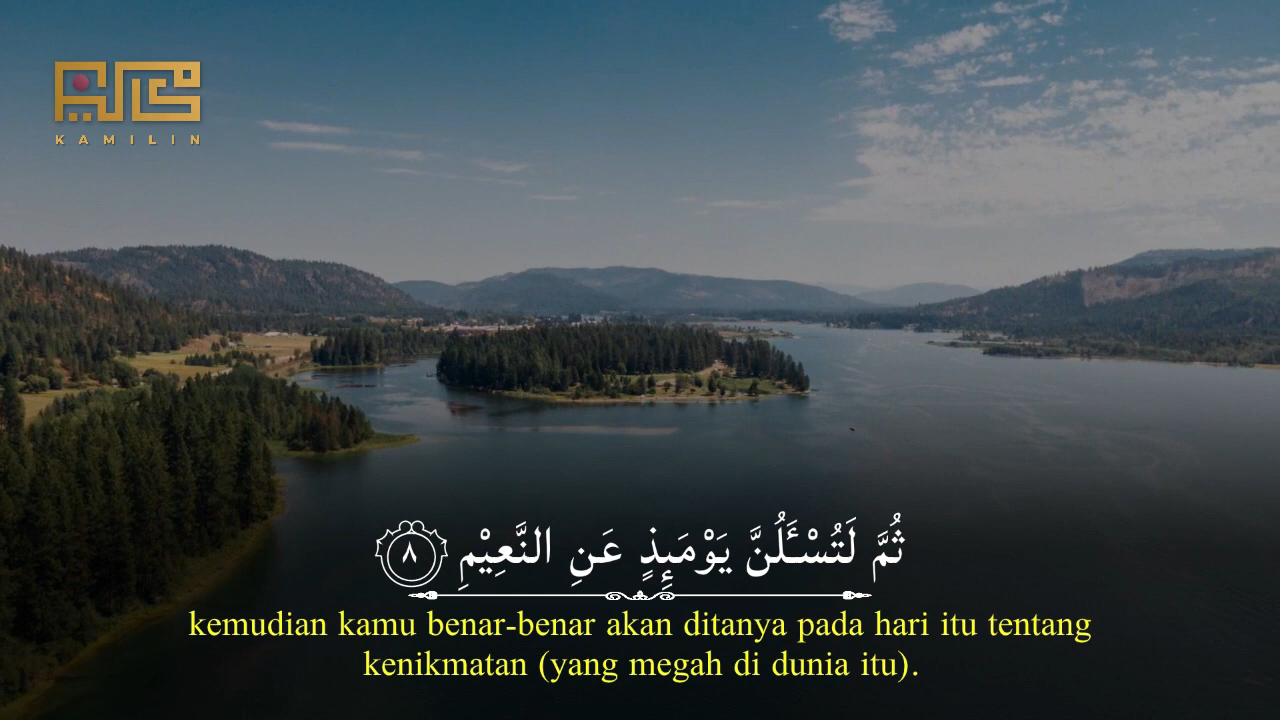 KAMILIN
ثُمَّ لَتُسْـَٔلُنَّ يَوْمَىِٕذٍ عَنِ النَّعِيْمِ ۝٨
kemudian kamu benar-benar akan ditanya pada hari itu tentang
kenikmatan (yang megah di dunia itu).